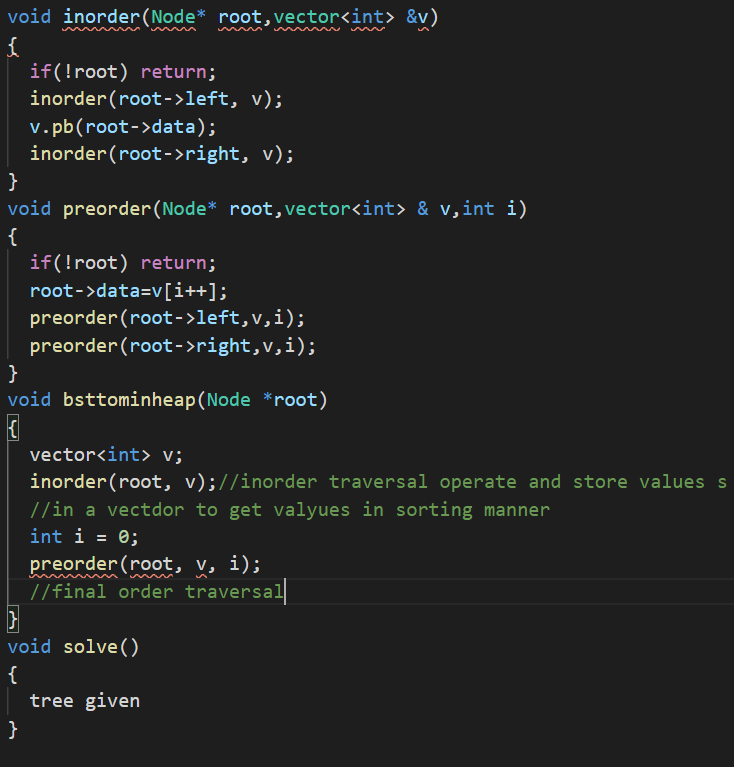 void inorder(Node* root,vector<int> &v)
{
if(!root) return;
inorder(root->left, v);
v.pb(root->data);
inorder(root->right, v);
}
void preorder(Node* root,vector<int> & v,int i)
{
if(!root) return;
root->data=v[i++];
preorder(root->left,v,i);
preorder(root->right,v,i);
}
void bsttominheap(Node *root)
{
vector<int> v;
inorder(root, v);//inorder traversal operate and store values s
//in a vectdor to get valyues in sorting manner
int i = 0;
preorder(root, v, i);
//final order traversal
}
void solve()
{
tree given
}